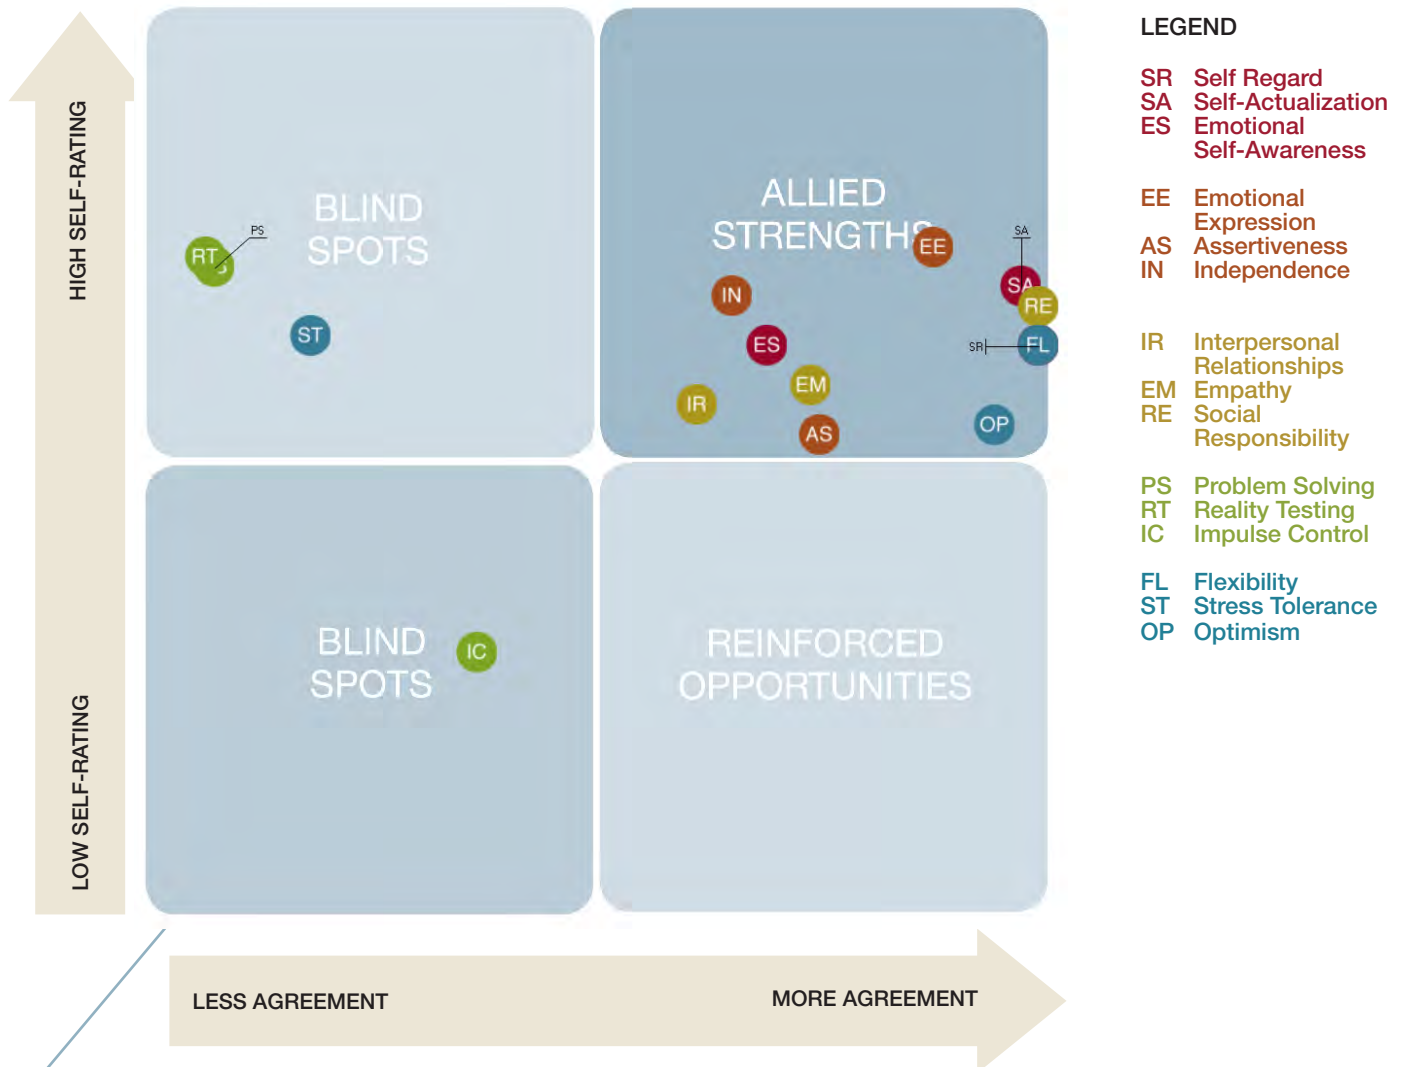 LEGEND
SR Self Regard
SA Self-Actualization
ES Emotional
Self-Awareness
EE Emotional
Expression
AS Assertiveness
IN Independence
IR Interpersonal
Relationships
EM Empathy
RE Social
Responsibility
PS Problem Solving
RT Reality Testing
IC Impulse Control
FL Flexibility
ST Stress Tolerance
OP Optimism
HIGH SELF-RATING
LOW SELF-RATING
BLIND
SPOTS
PS
RT
ST
ALLIED
STRENGTHS
EE
SA
SA
RE
IN
ES
SR
FL
EM
IR
AS
OP
BLIND
SPOTS
IC
REINFORCED
OPPORTUNITIES
LESS AGREEMENT
MORE AGREEMENT